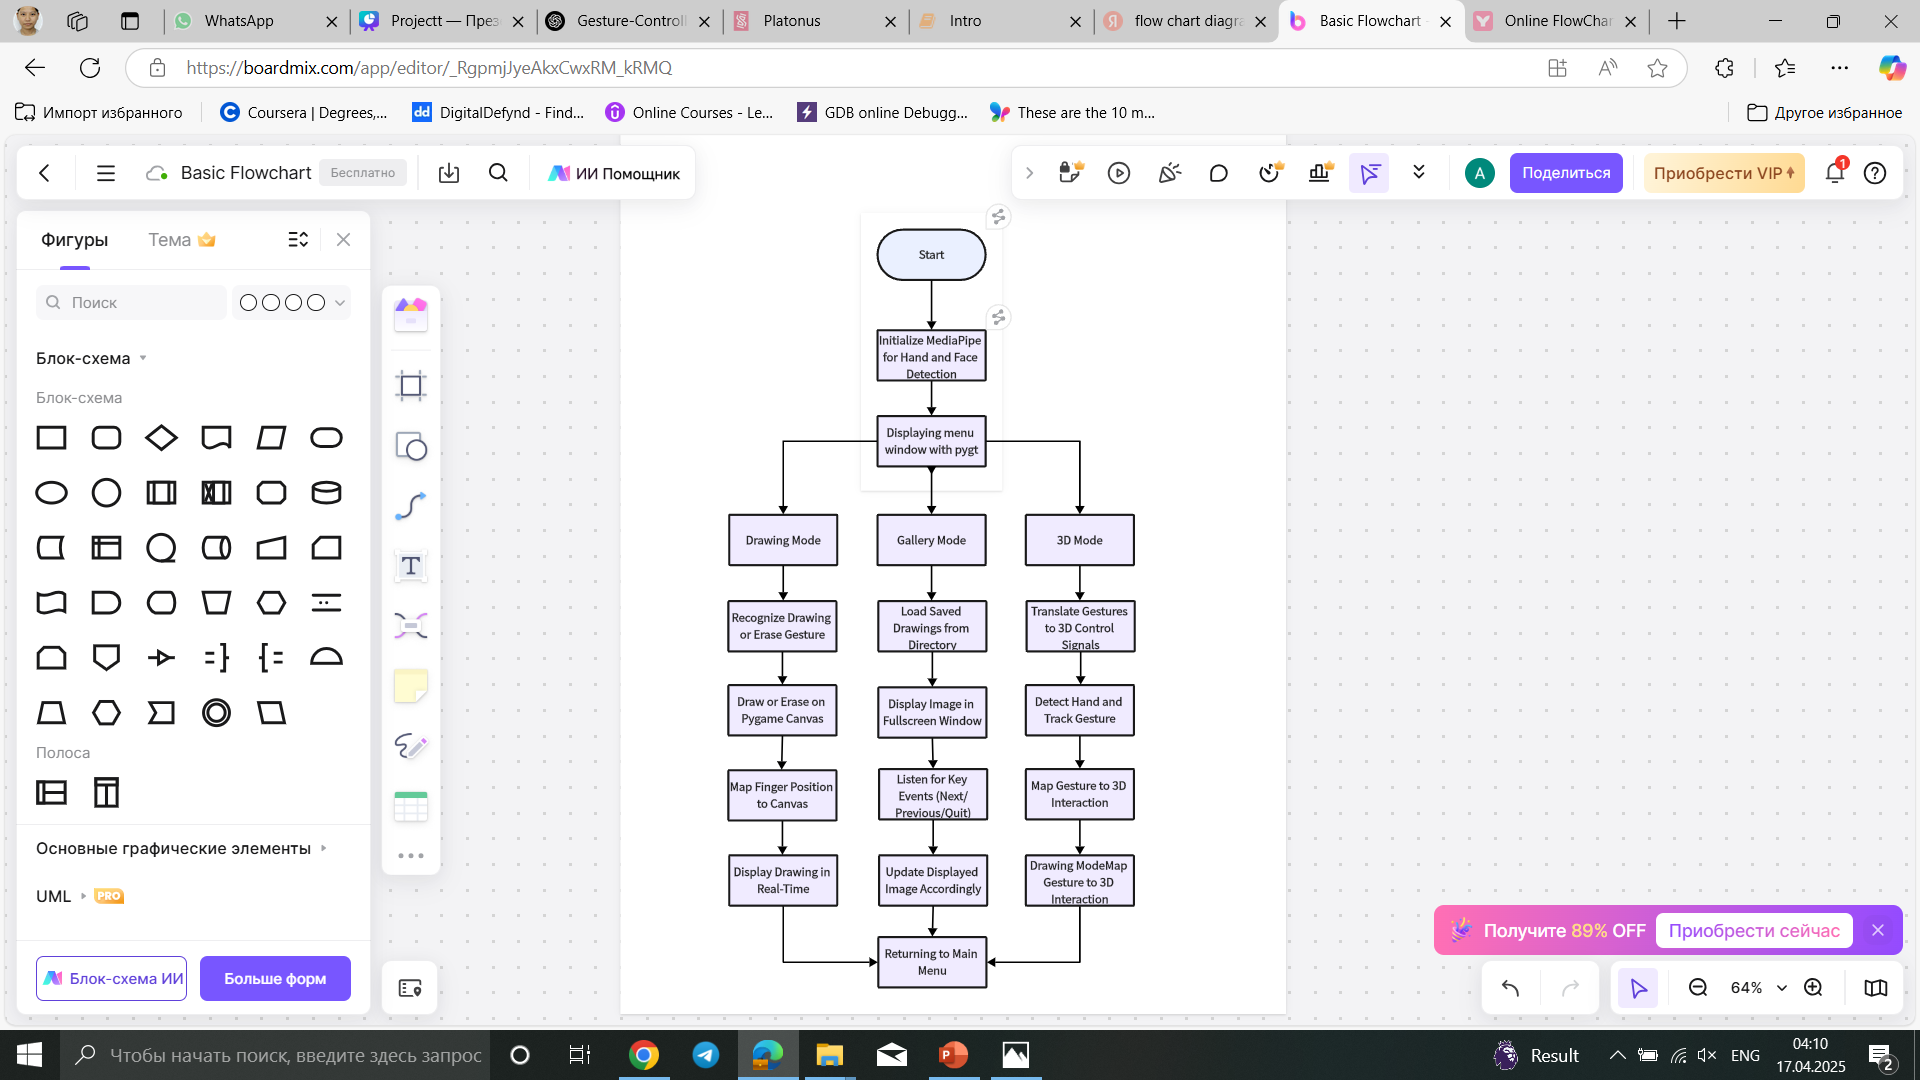 WhatsApp
Projectt — През
Gesture-Controll
Platonus
Intro
flow chart diagra
Basic Flowchart -
Online FlowChar
https://boardmix.com/app/editor/_RgpmjJyeAkxCwxRM_kRMQ
Импорт избранного
Coursera | Degrees,...
DigitalDefynd - Find...
Online Courses - Le...
GDB online Debugg...
These are the 10 m...
Другое избранное
Basic Flowchart
Бесплатно
ИИ Помощник
A
Поделиться
Приобрести VIP
1
Фигуры
Тема
Поиск
Блок-схема
Блок-схема
Полоса
Основные графические элементы
UML
PRO
Блок-схема ИИ
Больше форм
Start
Initialize MediaPipe
for Hand and Face
Detection
Displaying menu
window with pygt
Drawing Mode
Gallery Mode
3D Mode
Recognize Drawing
or Erase Gesture
Load Saved
Drawings from
Directory
Translate Gestures
to 3D Control
Signals
Draw or Erase on
Pygame Canvas
Display Image in
Fullscreen Window
Detect Hand and
Track Gesture
Map Finger Position
to Canvas
Listen for Key
Events (Next/
Previous/Quit)
Map Gesture to 3D
Interaction
Display Drawing in
Real-Time
Update Displayed
Image Accordingly
Drawing ModeMap
Gesture to 3D
Interaction
Returning to Main
Menu
Получите 89% OFF
Приобрести сейчас
64%
Чтобы начать поиск, введите здесь запрос
Result
ENG
04:10
17.04.2025
2